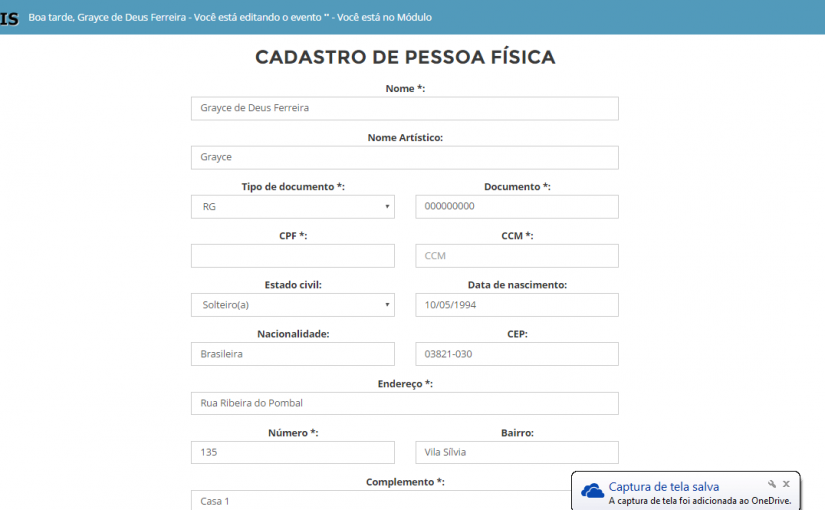 IS Boa tarde, Grayce de Deus Ferreira - Você está editando o evento "" - Você está no Módulo
CADASTRO DE PESSOA FÍSICA
Nome *:
Grayce de Deus Ferreira
Nome Artístico:
Grayce
Tipo de documento *: Documento *:
RG 000000000
CPF *: CCM *:
CCM
Estado civil: Data de nascimento:
Solteiro(a) 10/05/1994
Nacionalidade: CEP:
Brasileira 03821-030
Endereço *:
Rua Ribeira do Pombal
Número *: Bairro:
135 Vila Sílvia
Complemento *:
Casa 1
Captura de tela salva
A captura de tela foi adicionada ao OneDrive.